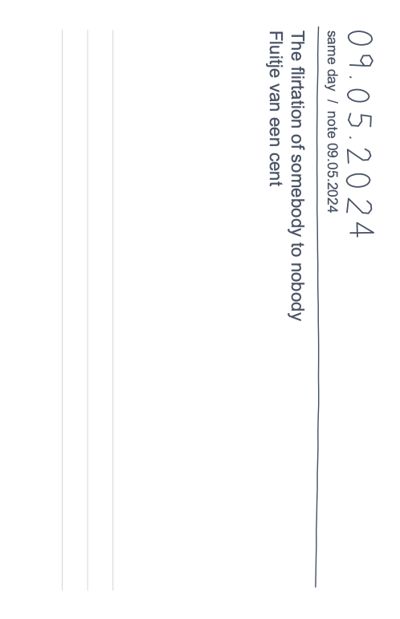 09.05.2024
same day / note 09.05.2024
The flirtation of somebody to nobody
Fluitje van een cent